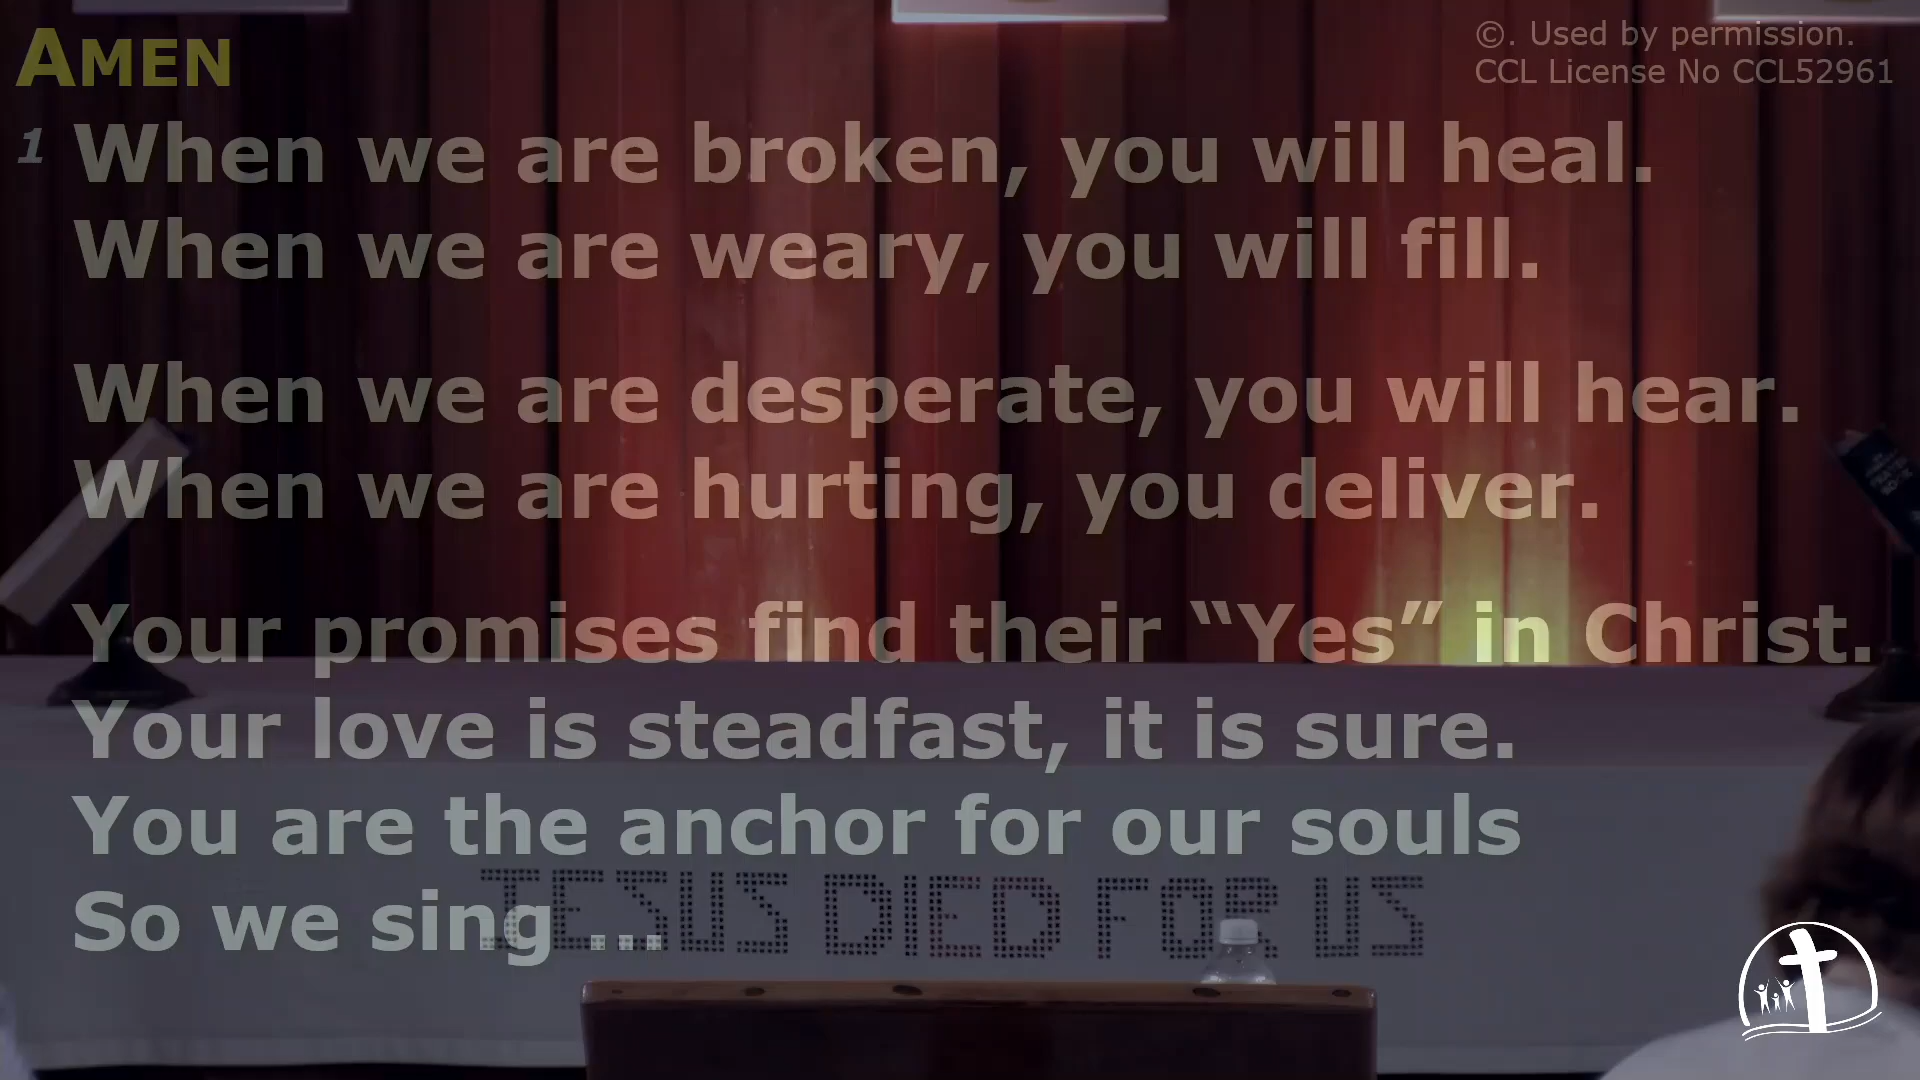 AMEN
©. Used by permission.
CCL License No CCL52961
1 When we are broken, you will heal.
When we are weary, you will fill.
When we are desperate, you will hear.
When we are hurting, you deliver.
Your promises find their “Yes” in Christ.
Your love is steadfast, it is sure.
You are the anchor for our souls
So we sing ...
JESUS DIED FOR US